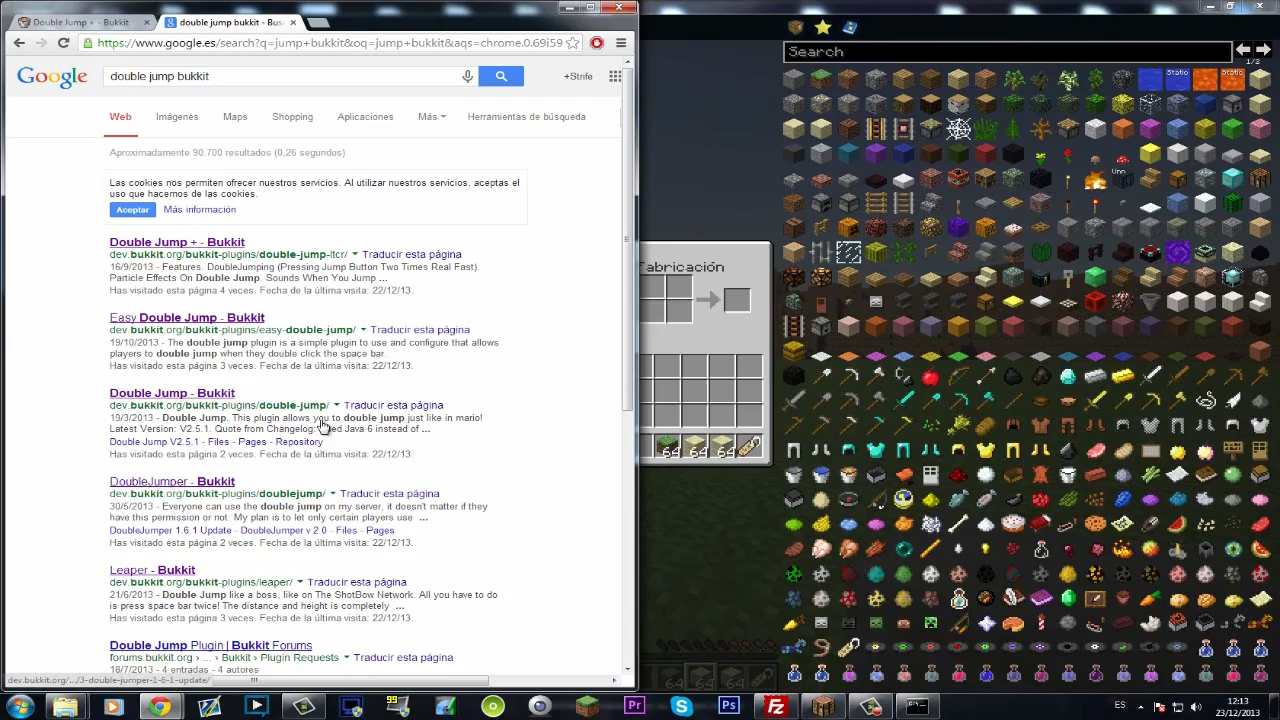 Double Jump + - Bukkit
double jump bukkit - Bus
https://www.google.es/search?q=jump+bukkit&oq=jump+bukkit&aqs=chrome.0.69i59
Google
double jump bukkit
+Strife
Web
Imágenes
Maps
Shopping
Aplicaciones
Más
Herramientas de búsqueda
Aproximadamente 90.700 resultados (0,26 segundos)
Las cookies nos permiten ofrecer nuestros servicios. Al utilizar nuestros servicios, aceptas el
uso que hacemos de las cookies.
Aceptar
Más información
Double Jump + - Bukkit
dev.bukkit.org/bukkit-plugins/double-jump-ltcr/ Traducir esta página
16/9/2013 - Features. DoubleJumping (Pressing Jump Button Two Times Real Fast).
Particle Effects On Double Jump. Sounds When You Jump ...
Has visitado esta página 4 veces. Fecha de la última visita: 22/12/13.
Easy Double Jump - Bukkit
dev.bukkit.org/bukkit-plugins/easy-double-jump/ Traducir esta página
19/10/2013 - The double jump plugin is a simple plugin to use and configure that allows
players to double jump when they double click the space bar.
Has visitado esta página 3 veces. Fecha de la última visita: 22/12/13.
Double Jump - Bukkit
dev.bukkit.org/bukkit-plugins/double-jump/ Traducir esta página
19/3/2013 - Double Jump. This plugin allows you to double jump just like in mario!
Latest Version: V2.5.1. Quote from Changelog: ed Java 6 instead of ...
Double Jump V2.5.1 - Files - Pages - Repository
Has visitado esta página 2 veces. Fecha de la última visita: 22/12/13.
DoubleJumper - Bukkit
dev.bukkit.org/bukkit-plugins/doublejump/ Traducir esta página
30/5/2013 - Everyone can use the double jump on my server, it doesn't matter if they
have this permission or not. My plan is to let only certain players use ...
DoubleJumper 1.6.1 Update - DoubleJumper v 2.0 - Files - Pages
Has visitado esta página 2 veces. Fecha de la última visita: 22/12/13.
Leaper - Bukkit
dev.bukkit.org/bukkit-plugins/leaper/ Traducir esta página
21/6/2013 - Double Jump like a boss, like on The ShotBow Network. All you have to do
is press space bar twice! The distance and height is completely ...
Has visitado esta página 3 veces. Fecha de la última visita: 22/12/13.
Double Jump Plugin | Bukkit Forums
forums.bukkit.org › ... › Bukkit › Plugin Requests Traducir esta página
18/7/2013 - 4 entradas - 4 autores
dev.bukkit.org/.../3-double-jumper-1-6-1-update/
Search
1/3
Static
Static
Unn
Fabricación
64
64
64
64
64
64
ES
12:13
23/12/2013